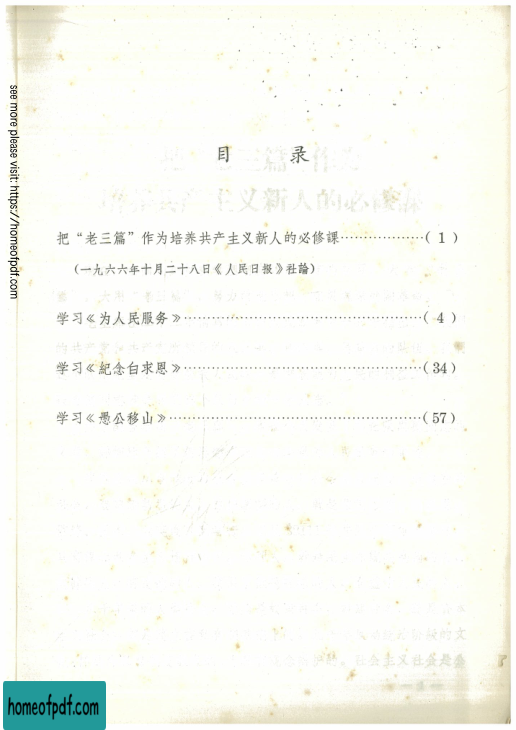 目 录
把“老三篇”作为培养共产主义新人的必修課………………( 1 )
(一九六六年十月二十八日《人民日报》社論)
学习《为人民服务》……………………………………………( 4 )
学习《紀念白求恩》……………………………………………(34)
学习《愚公移山》………………………………………………(57)
see more please visit: https://homeofpdf.com
homeofpdf.com